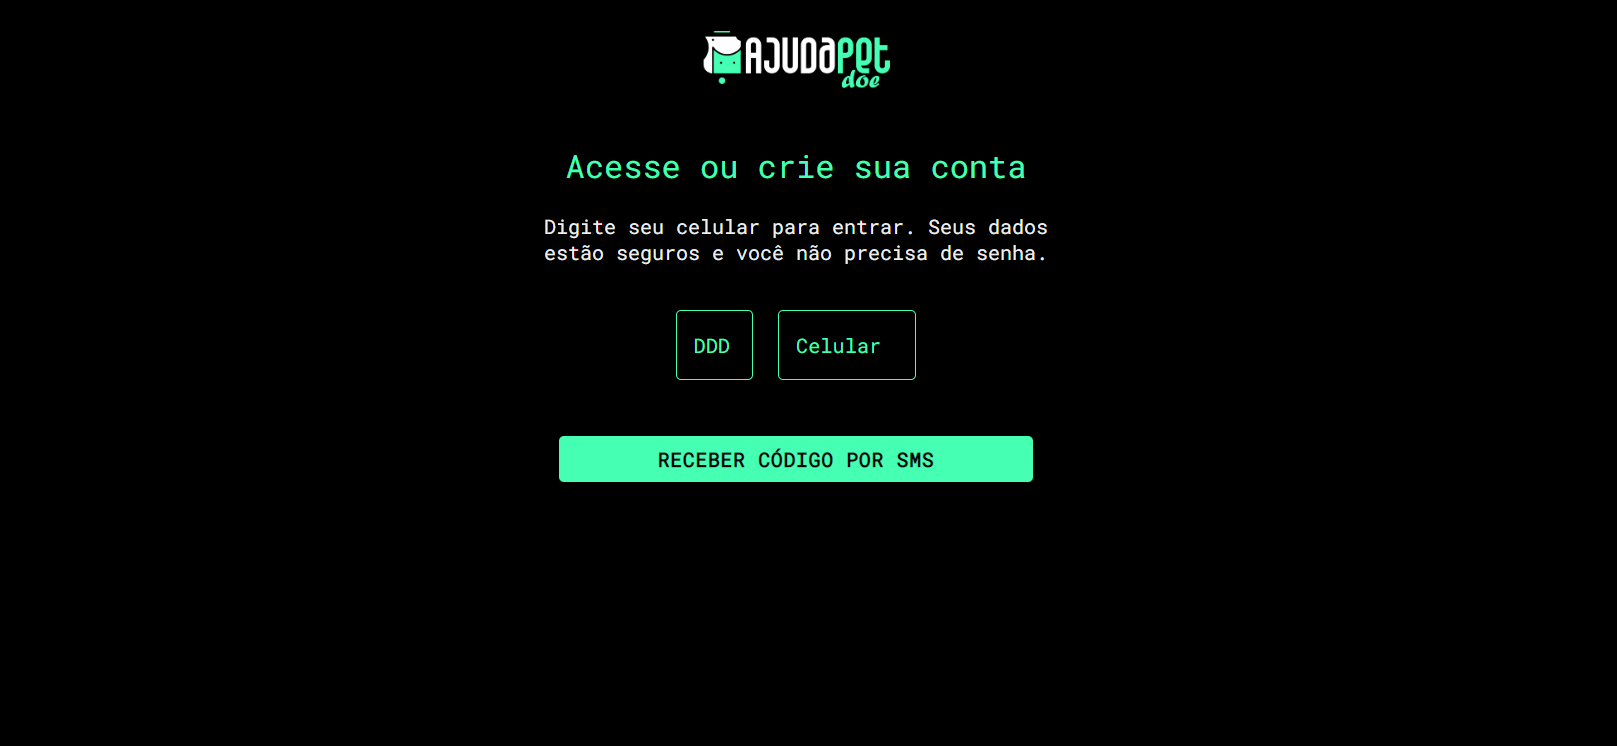 AJUDAPET
doe
Acesse ou crie sua conta
Digite seu celular para entrar. Seus dados
estão seguros e você não precisa de senha.
DDD Celular
RECEBER CÓDIGO POR SMS